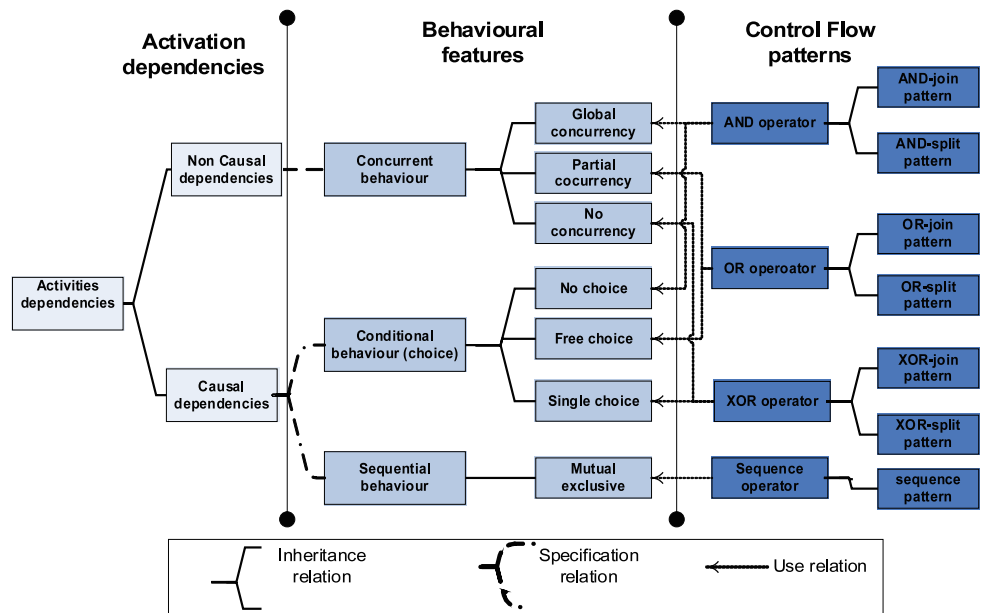 Activation
dependencies
Behavioural
features
Control Flow
patterns
Activities
dependencies
Non Causal
dependencies
Causal
dependencies
Concurrent
behaviour
Conditional
behaviour (choice)
Sequential
behaviour
Global
concurrency
Partial
cocurrency
No
concurrency
No choice
Free choice
Single choice
Mutual
exclusive
AND operator
OR operoator
XOR operator
Sequence
operator
AND-join
pattern
AND-split
pattern
OR-join
pattern
OR-split
pattern
XOR-join
pattern
XOR-split
pattern
sequence
pattern
Inheritance
relation
Specification
relation
Use relation